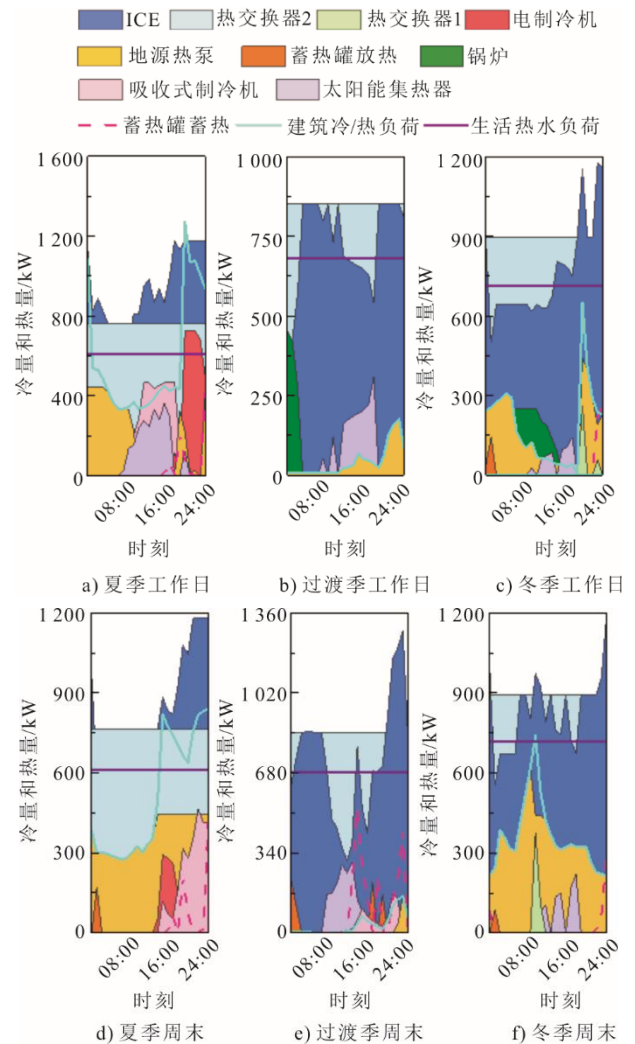 ICE 热交换器2 热交换器1 电制冷机
地源热泵 蓄热罐放热 锅炉
吸收式制冷机 太阳能集热器
蓄热罐蓄热 建筑冷/热负荷 生活热水负荷
冷量和热量/kW
1 600
1 200
800
400
0
08:00 16:00 24:00
时刻
a) 夏季工作日
冷量和热量/kW
1 000
750
500
250
0
08:00 16:00 24:00
时刻
b) 过渡季工作日
冷量和热量/kW
1 200
900
600
300
0
08:00 16:00 24:00
时刻
c) 冬季工作日
冷量和热量/kW
1 200
900
600
300
0
08:00 16:00 24:00
时刻
d) 夏季周末
冷量和热量/kW
1 360
1 020
680
340
0
08:00 16:00 24:00
时刻
e) 过渡季周末
冷量和热量/kW
1 200
900
600
300
0
08:00 16:00 24:00
时刻
f) 冬季周末